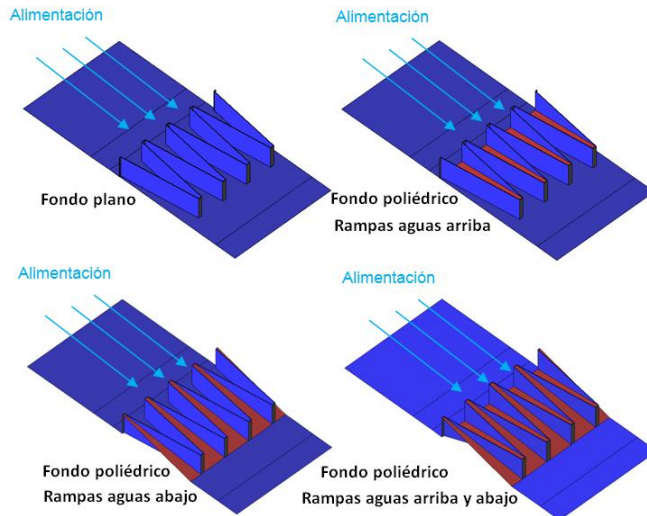 Alimentación
Alimentación
Fondo plano
Fondo poliédrico
Rampas aguas arriba
Alimentación
Alimentación
Fondo poliédrico
Rampas aguas abajo
Fondo poliédrico
Rampas aguas arriba y abajo